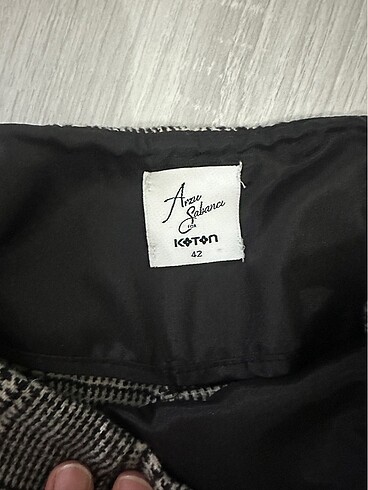 Arzu
Sabancı
FOR
KOTON
42